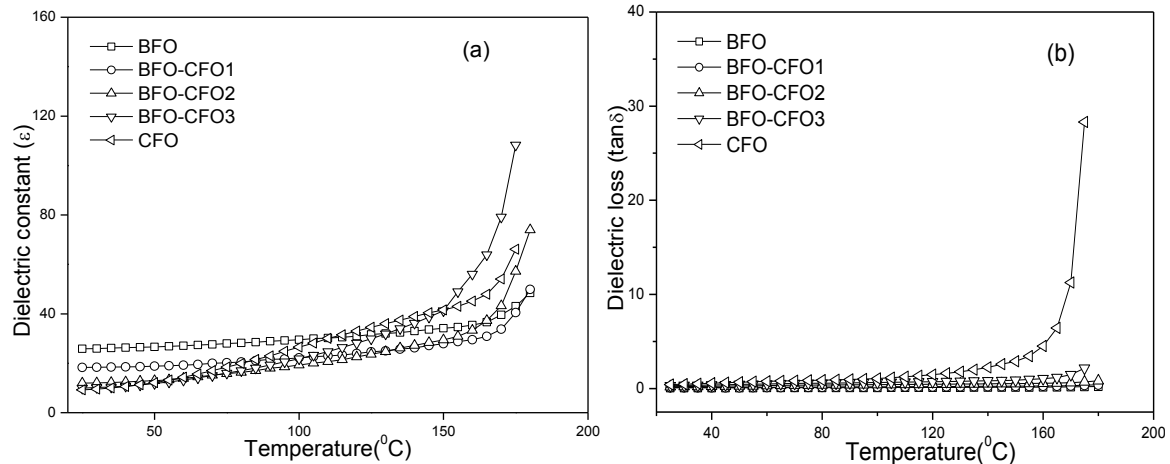 (a)
BFO
BFO-CFO1
BFO-CFO2
BFO-CFO3
CFO
Dielectric constant (ε)
160
120
80
40
0
50
100
150
200
Temperature(⁰C)
(b)
BFO
BFO-CFO1
BFO-CFO2
BFO-CFO3
CFO
Dielectric loss (tanδ)
40
30
20
10
0
40
80
120
160
200
Temperature(⁰C)